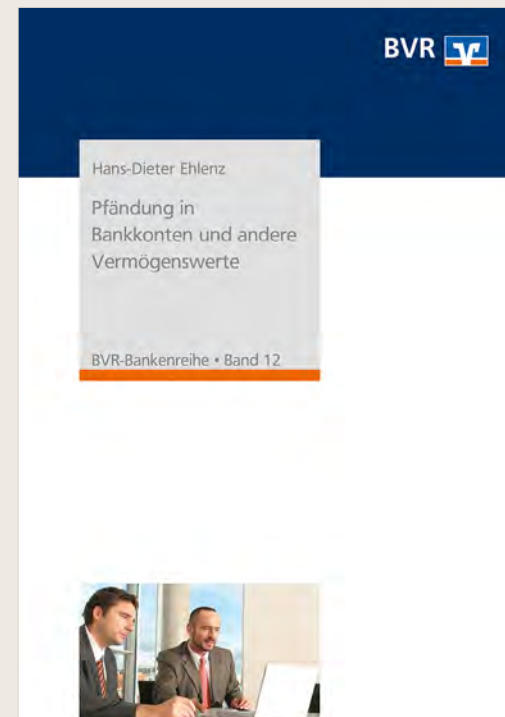 BVR
Hans-Dieter Ehlenz
Pfändung in
Bankkonten und andere
Vermögenswerte
BVR-Bankenreihe • Band 12